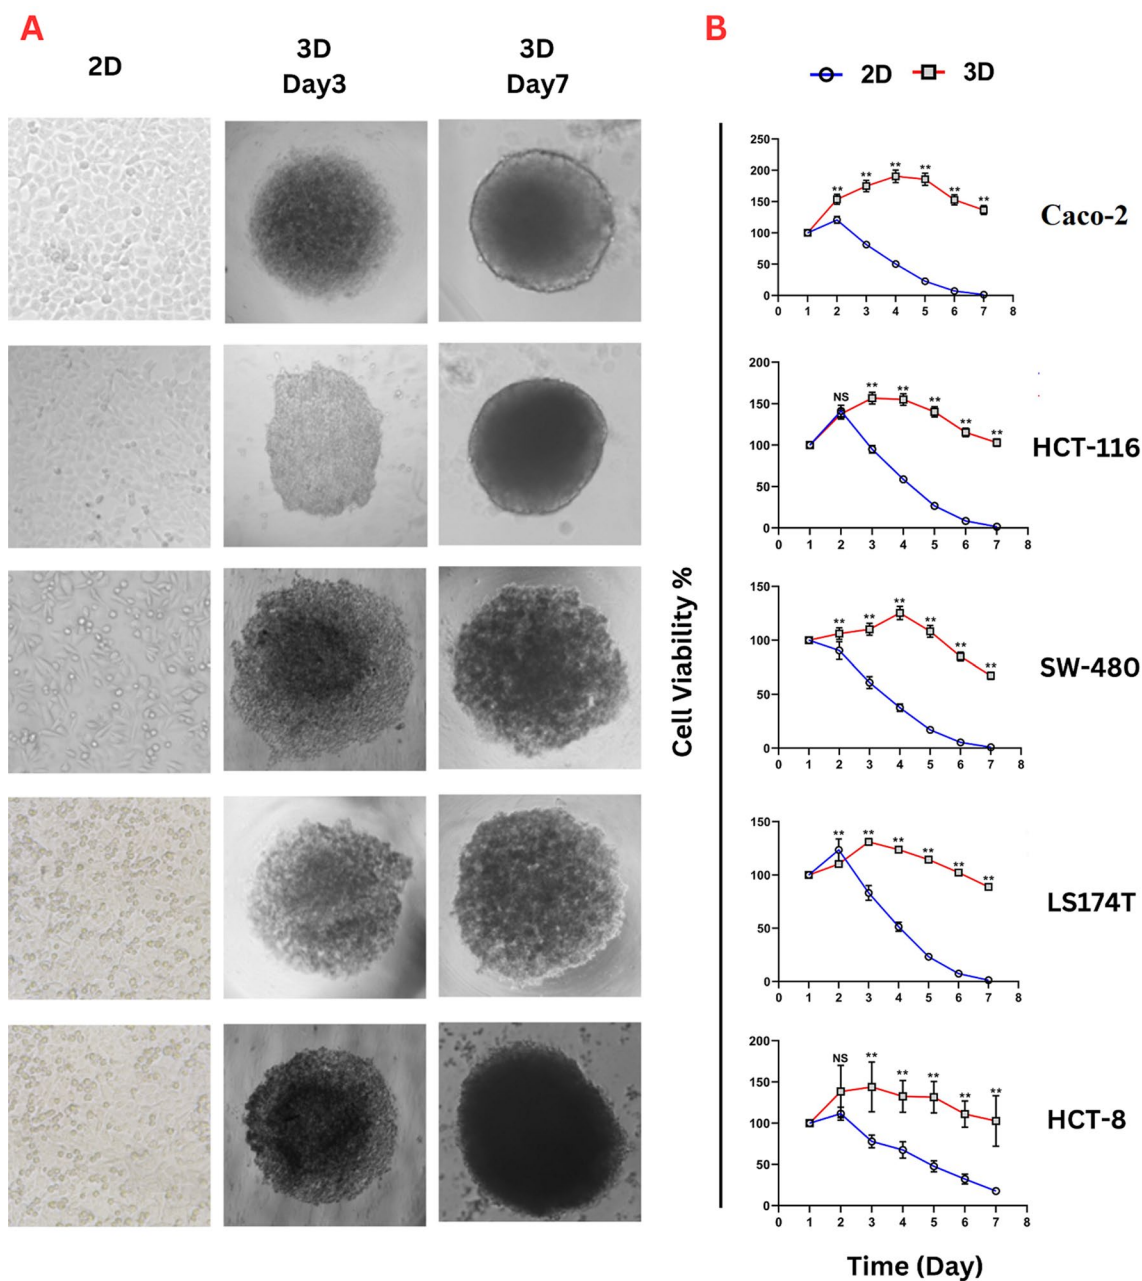 A
B
2D
3D
Day3
3D
Day7
2D 3D
Cell Viability %
250
200
150
100
50
0
** ** ** ** ** **
0 1 2 3 4 5 6 7 8
Caco-2
200
150
100
50
0
NS ** ** ** ** **
0 1 2 3 4 5 6 7 8
HCT-116
150
100
50
0
** ** ** ** ** **
0 1 2 3 4 5 6 7 8
SW-480
150
100
50
0
** ** ** ** ** **
0 1 2 3 4 5 6 7 8
LS174T
200
150
100
50
0
NS ** ** ** ** **
0 1 2 3 4 5 6 7 8
HCT-8
Time (Day)